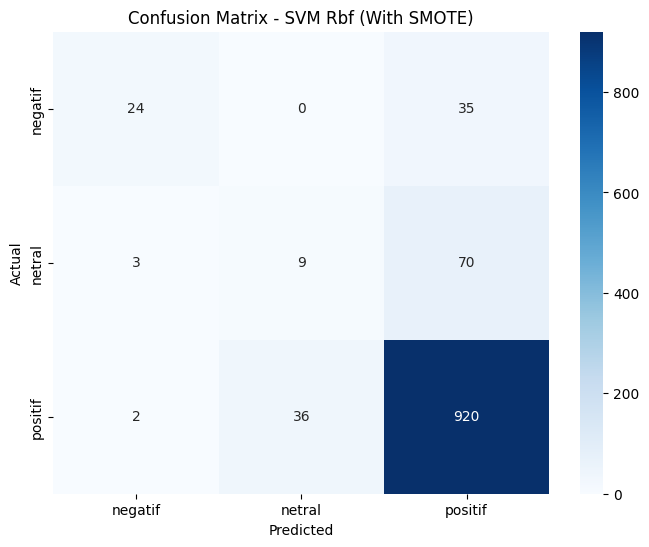 Confusion Matrix - SVM Rbf (With SMOTE)
negatif
24 0 35
800
600
Actual
netral
3 9 70
400
200
positif
2 36 920
0
negatif netral positif
Predicted